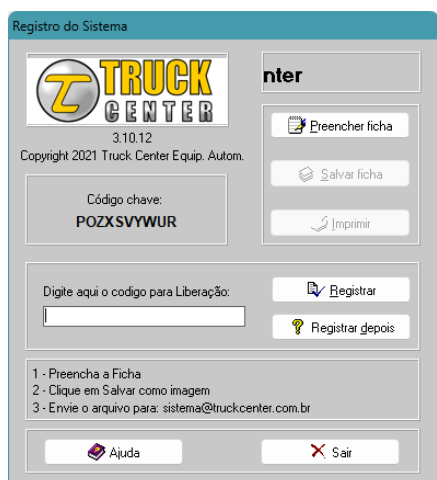 Registro do Sistema
TRUCK
CENTER
3.10.12
Copyright 2021 Truck Center Equip. Autom.
Código chave:
POZXSVYWUR
nter
Preencher ficha
Salvar ficha
Imprimir
Digite aqui o codigo para Liberação:
Registrar
Registrar depois
1 - Preencha a Ficha
2 - Clique em Salvar como imagem
3 - Envie o arquivo para: sistema@truckcenter.com.br
Ajuda
Sair